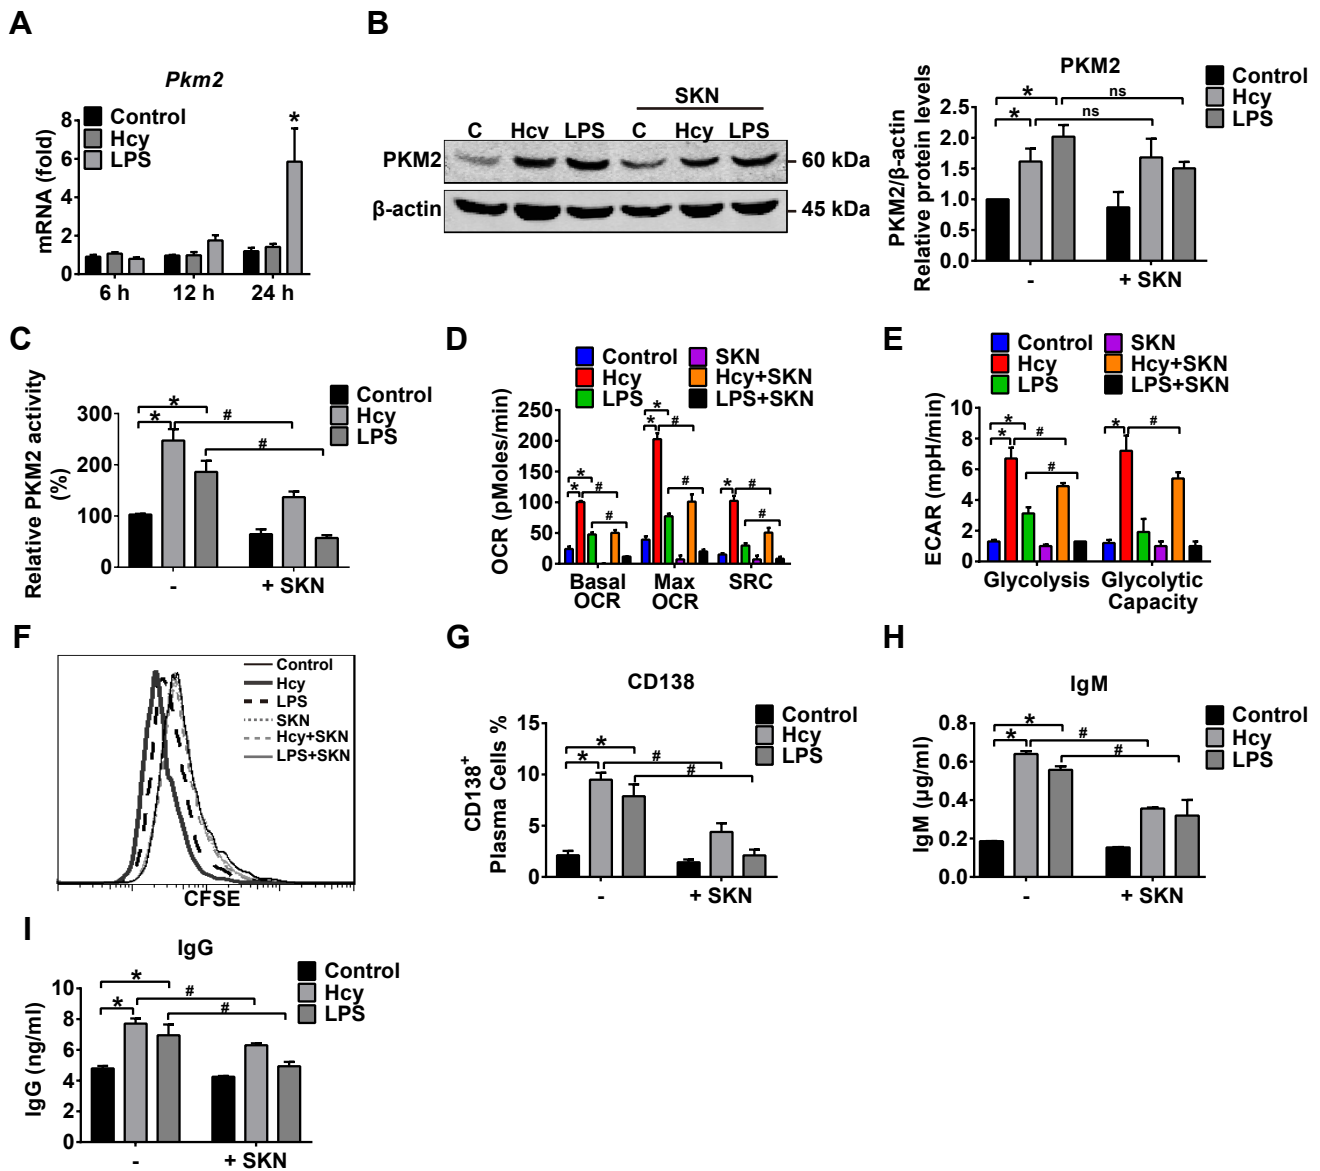 A
Pkm2
Control
Hcy
LPS
mRNA (fold)
8
6
4
2
0
*
6 h
12 h
24 h
B
SKN
C
Hcy
LPS
C
Hcy
LPS
PKM2
60 kDa
β-actin
45 kDa
PKM2
Control
Hcy
LPS
PKM2/β-actin
Relative protein levels
2.5
2.0
1.5
1.0
0.5
0.0
*
ns
*
ns
-
+ SKN
C
Relative PKM2 activity
(%)
300
200
100
0
Control
Hcy
LPS
*
*
#
#
-
+ SKN
D
Control
Hcy
LPS
SKN
Hcy+SKN
LPS+SKN
OCR (pMoles/min)
250
200
150
100
50
0
*
*
#
#
*
*
#
#
*
#
#
Basal
OCR
Max
OCR
SRC
E
Control
Hcy
LPS
SKN
Hcy+SKN
LPS+SKN
ECAR (mpH/min)
10
8
6
4
2
0
*
*
#
#
*
#
Glycolysis
Glycolytic
Capacity
F
Control
Hcy
LPS
SKN
Hcy+SKN
LPS+SKN
CFSE
G
CD138
Control
Hcy
LPS
CD138+
Plasma Cells %
15
10
5
0
*
*
#
#
-
+ SKN
H
IgM
Control
Hcy
LPS
IgM (µg/ml)
0.8
0.6
0.4
0.2
0.0
*
*
#
#
-
+ SKN
I
IgG
Control
Hcy
LPS
IgG (ng/ml)
10
8
6
4
2
0
*
*
#
#
-
+ SKN